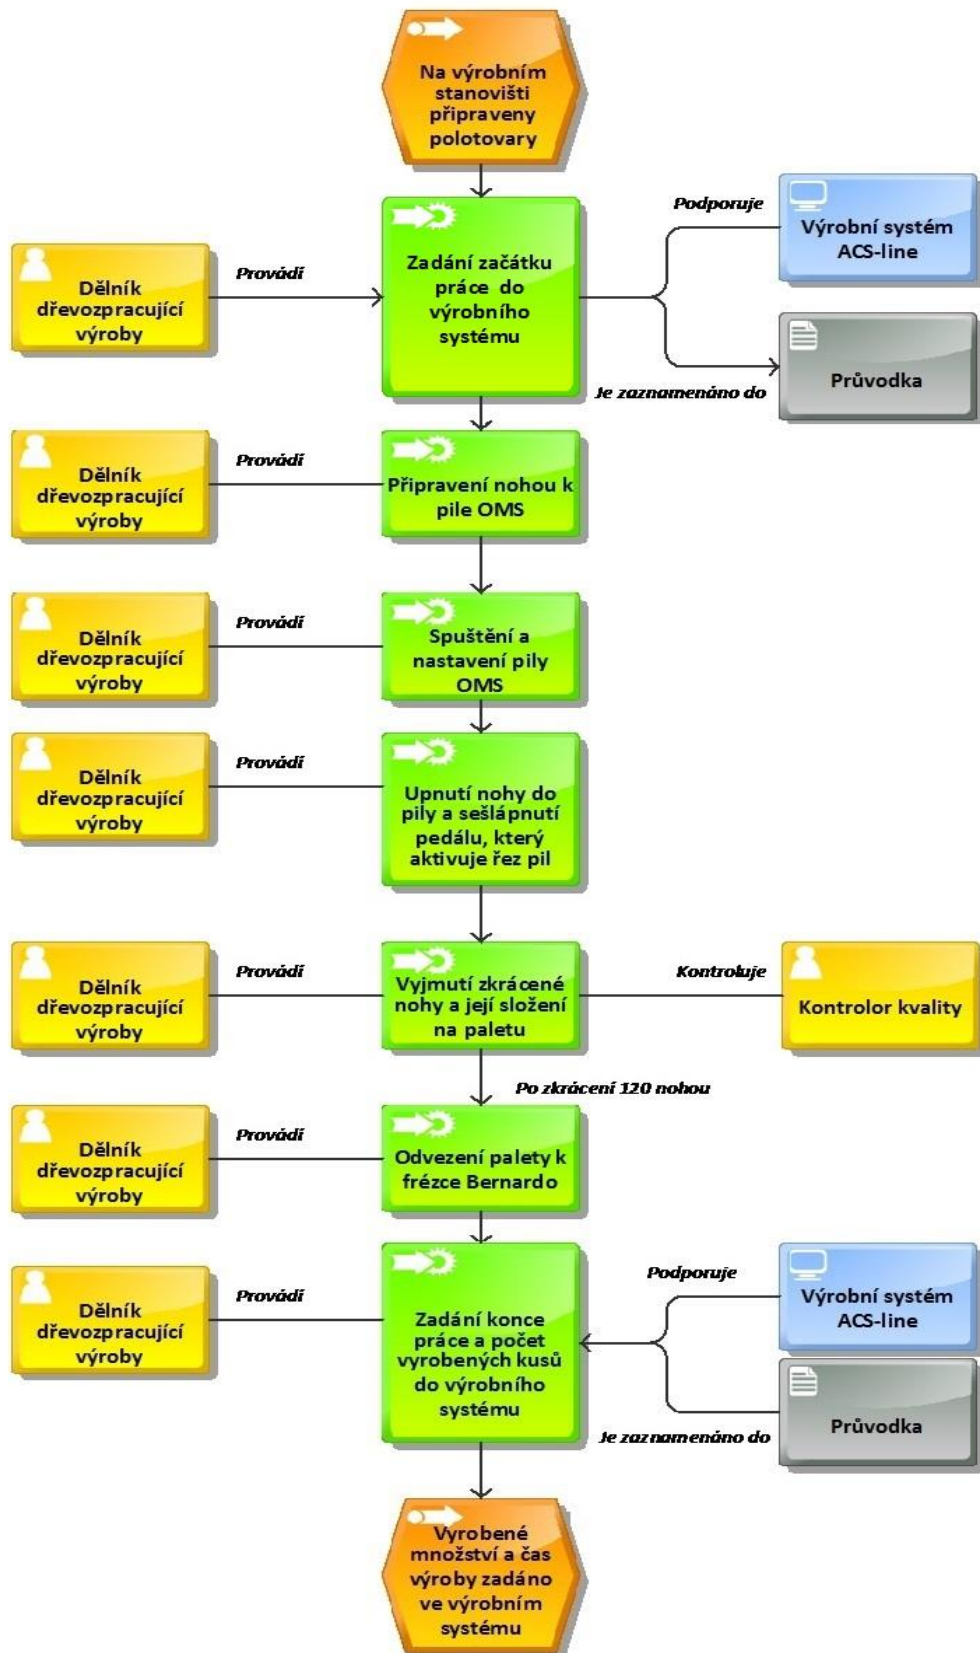 Na výrobním
stanovišti
připraveny
polotovary
Podporuje
Výrobní systém
ACS-line
Dělník
dřevozpracující
výroby
Provádí
Zadání začátku
práce do
výrobního
systému
Je zaznamenáno do
Průvodka
Dělník
dřevozpracující
výroby
Provádí
Připravení nohou k
pile OMS
Dělník
dřevozpracující
výroby
Provádí
Spuštění a
nastavení pily
OMS
Dělník
dřevozpracující
výroby
Provádí
Upnutí nohy do
pily a sešlápnutí
pedálu, který
aktivuje řez pil
Dělník
dřevozpracující
výroby
Provádí
Vyjmutí zkrácené
nohy a její složení
na paletu
Kontroluje
Kontrolor kvality
Po zkrácení 120 nohou
Dělník
dřevozpracující
výroby
Provádí
Odvezení palety k
frézce Bernardo
Dělník
dřevozpracující
výroby
Provádí
Zadání konce
práce a počet
vyrobených kusů
do výrobního
systému
Podporuje
Výrobní systém
ACS-line
Je zaznamenáno do
Průvodka
Vyrobené
množství a čas
výroby zadáno
ve výrobním
systému